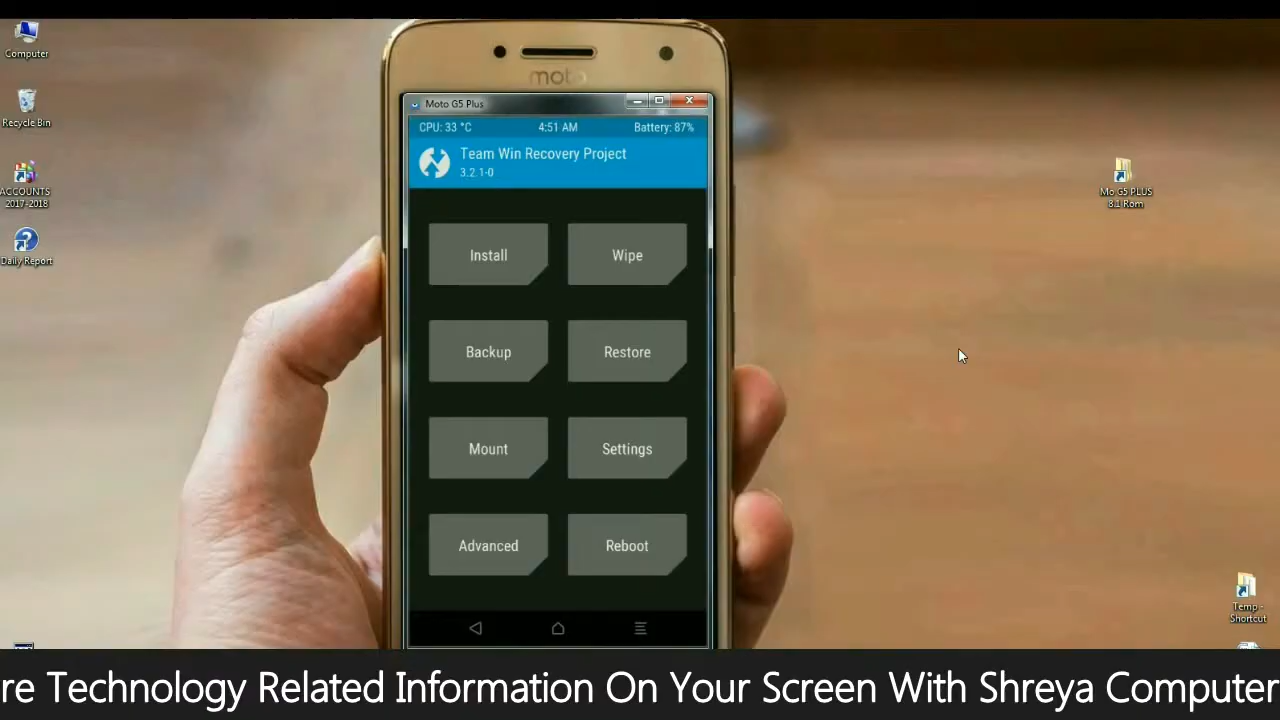 Computer
Recycle Bin
ACCOUNTS
2017-2018
Daily Report
moto
Moto G5 Plus
CPU: 33 °C 4:51 AM Battery: 87%
Team Win Recovery Project
3.2.1-0
Install Wipe
Backup Restore
Mount Settings
Advanced Reboot
Mo G5 PLUS
8.1 Rom
Temp -
Shortcut
re Technology Related Information On Your Screen With Shreya Computer